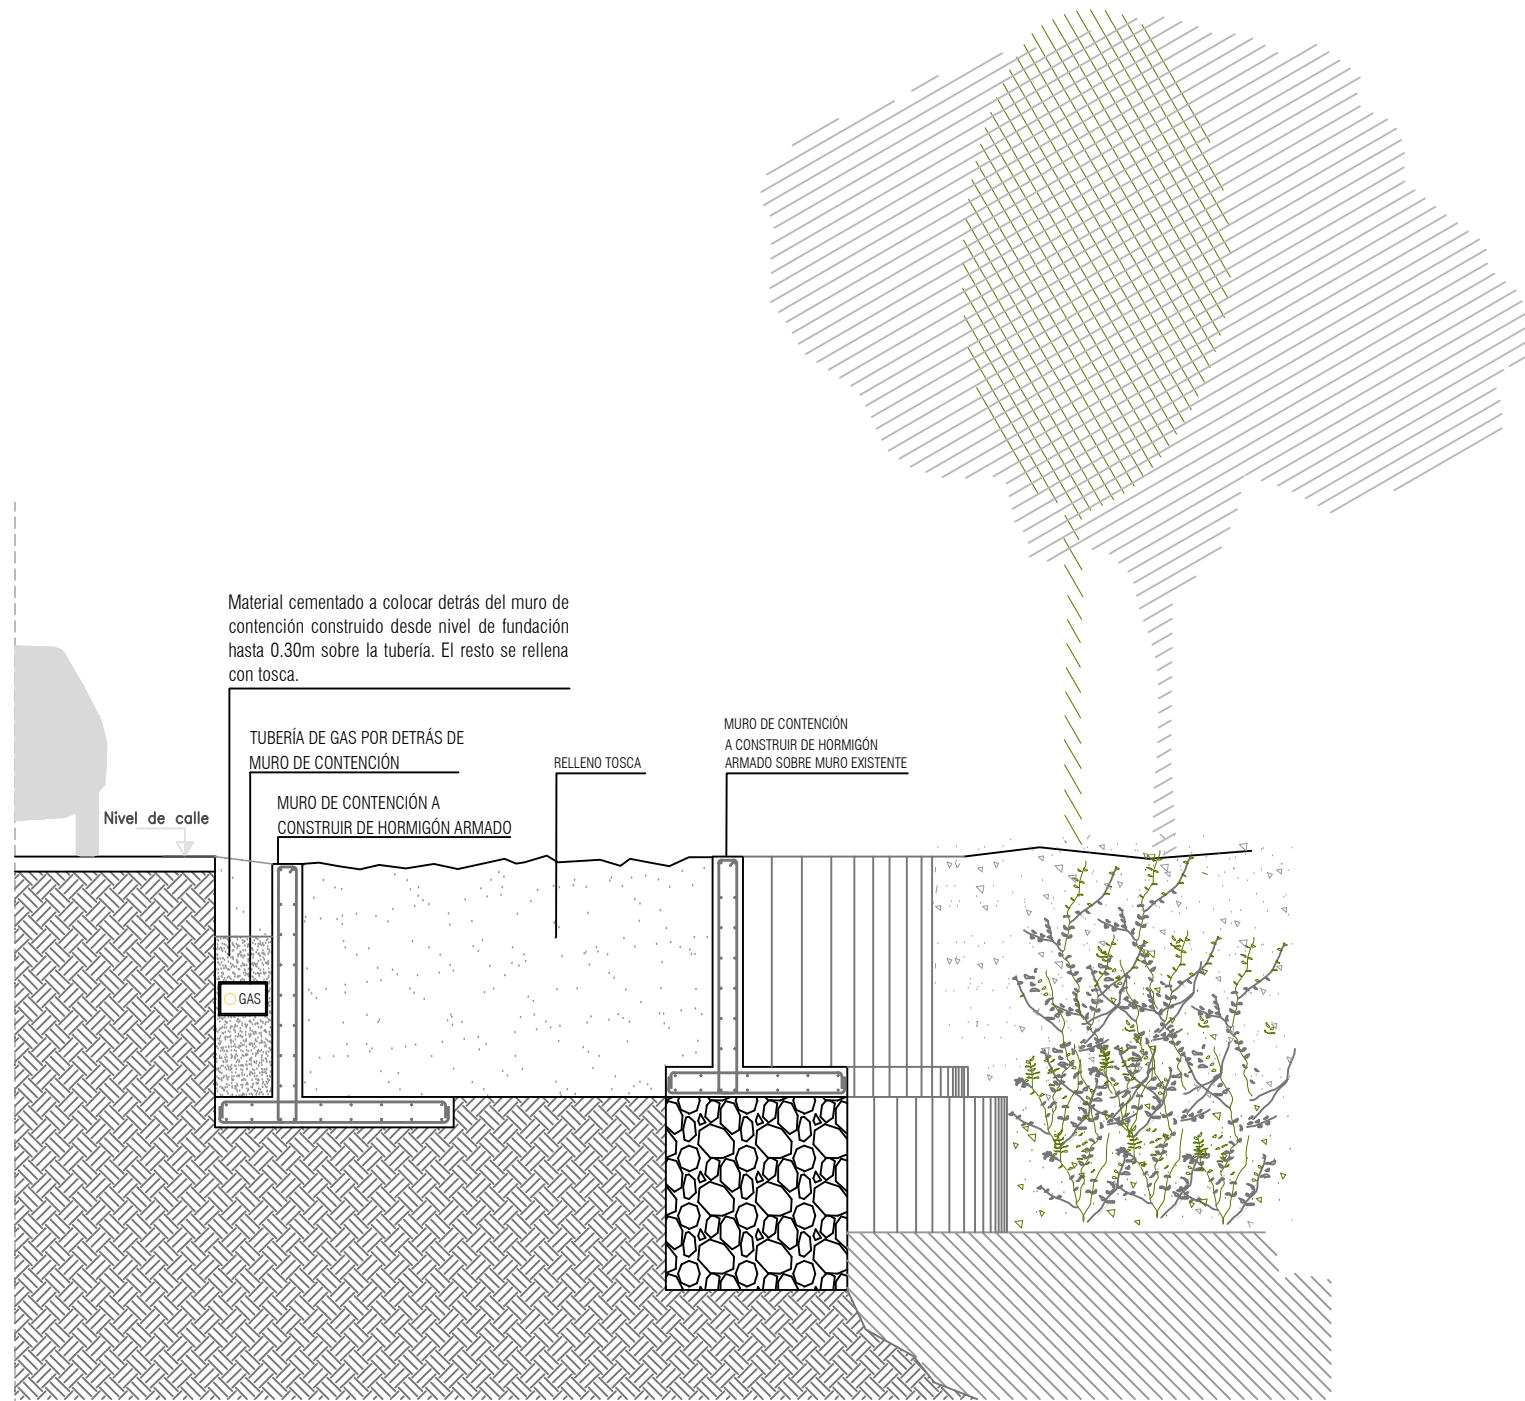 Material cementado a colocar detrás del muro de
contención construido desde nivel de fundación
hasta 0.30m sobre la tubería. El resto se rellena
con tosca.
TUBERÍA DE GAS POR DETRÁS DE
MURO DE CONTENCIÓN
MURO DE CONTENCIÓN A
CONSTRUIR DE HORMIGÓN ARMADO
RELLENO TOSCA
MURO DE CONTENCIÓN
A CONSTRUIR DE HORMIGÓN
ARMADO SOBRE MURO EXISTENTE
Nivel de calle
GAS